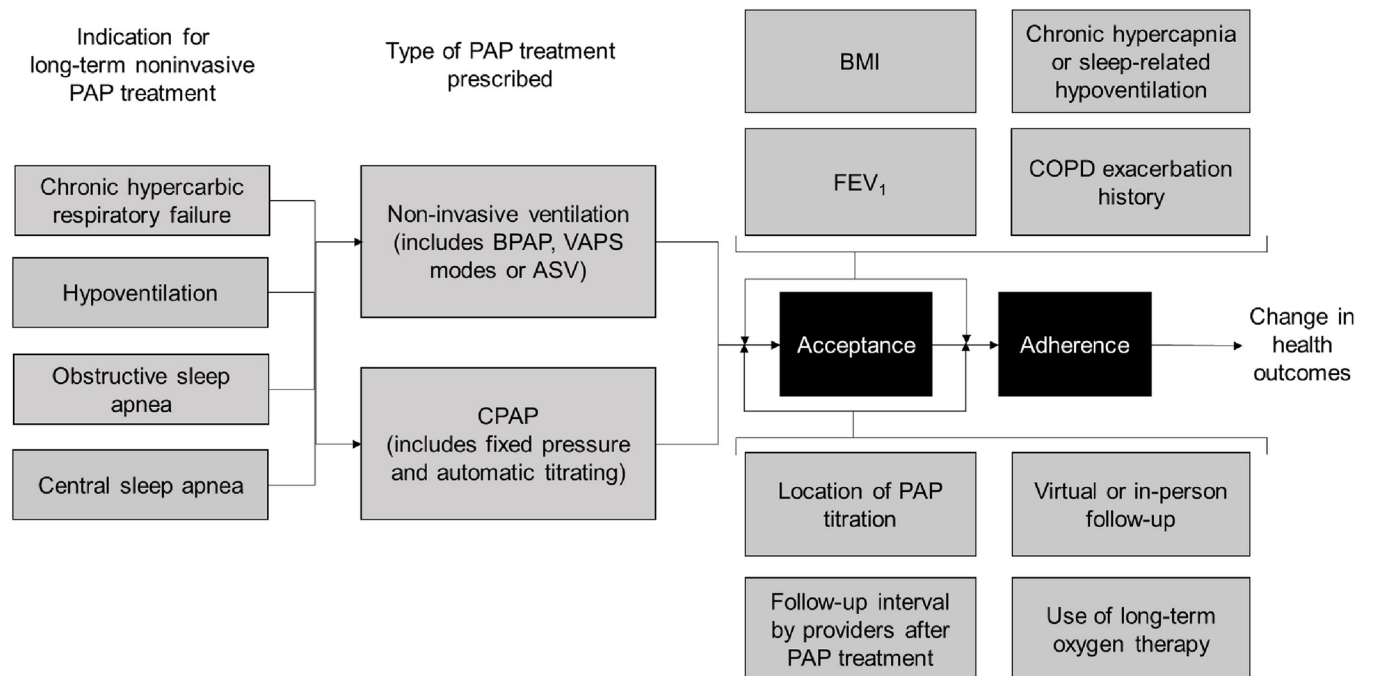 Indication for
long-term noninvasive
PAP treatment
Type of PAP treatment
prescribed
Chronic hypercarbic
respiratory failure
Hypoventilation
Obstructive sleep
apnea
Central sleep apnea
Non-invasive ventilation
(includes BPAP, VAPS
modes or ASV)
CPAP
(includes fixed pressure
and automatic titrating)
BMI
Chronic hypercapnia
or sleep-related
hypoventilation
FEV₁
COPD exacerbation
history
Acceptance
Adherence
Change in
health
outcomes
Location of PAP
titration
Virtual or in-person
follow-up
Follow-up interval
by providers after
PAP treatment
Use of long-term
oxygen therapy